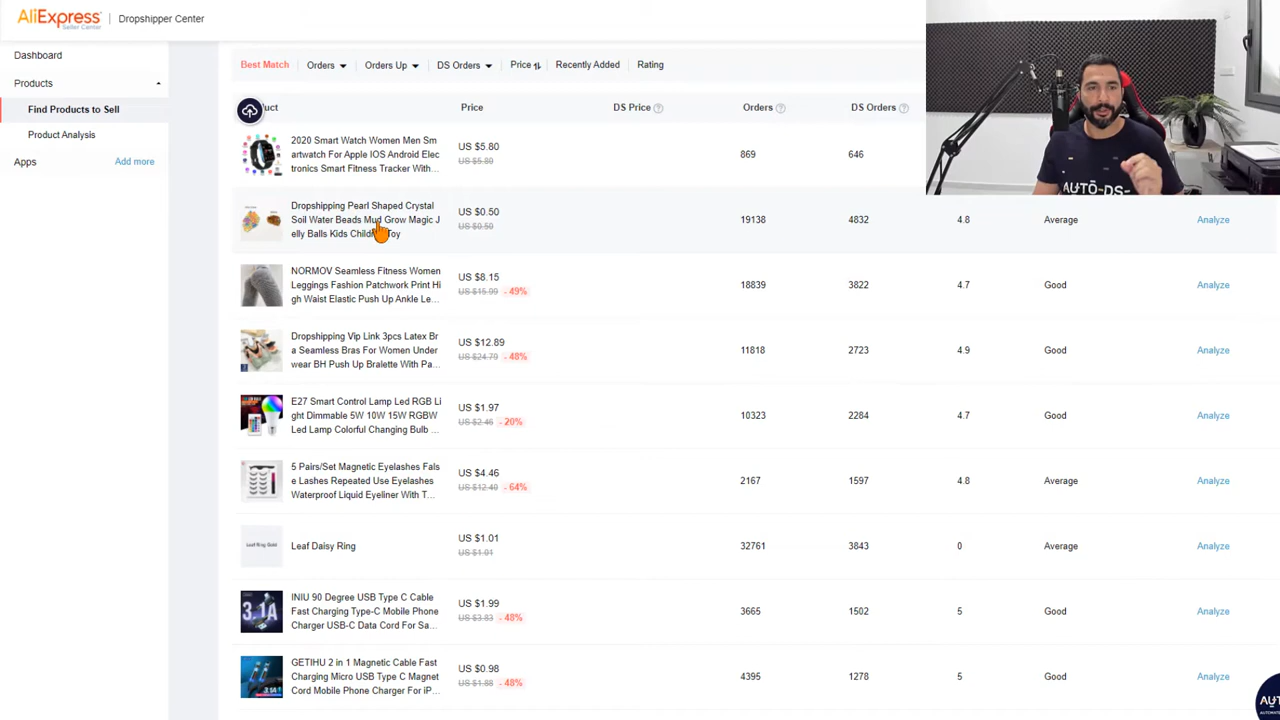 AliExpress
Seller Center
Dropshipper Center
Dashboard
Products
Find Products to Sell
Product Analysis
Apps
Add more
Best Match
Orders
Orders Up
DS Orders
Price
Recently Added
Rating
Price
DS Price
Orders
DS Orders
2020 Smart Watch Women Men Sm
artwatch For Apple IOS Android Elec
tronics Smart Fitness Tracker With...
US $5.80
US $5.80
869
646
Dropshipping Pearl Shaped Crystal
Soil Water Beads Mud Grow Magic J
elly Balls Kids Toy
US $0.50
US $0.50
19138
4832
4.8
Average
Analyze
NORMOV Seamless Fitness Women
Leggings Fashion Patchwork Print Hi
gh Waist Elastic Push Up Ankle Le...
US $8.15
US $15.99 - 49%
18839
3822
4.7
Good
Analyze
Dropshipping Vip Link 3pcs Latex Br
a Seamless Bras For Women Under
wear BH Push Up Bralette With Pa...
US $12.89
US $24.79 - 48%
11818
2723
4.9
Good
Analyze
E27 Smart Control Lamp Led RGB Li
ght Dimmable 5W 10W 15W RGBW
Led Lamp Colorful Changing Bulb ...
US $1.97
US $2.46 - 20%
10323
2284
4.7
Good
Analyze
5 Pairs/Set Magnetic Eyelashes Fals
e Lashes Repeated Use Eyelashes
Waterproof Liquid Eyeliner With T...
US $4.46
US $12.40 - 64%
2167
1597
4.8
Average
Analyze
Leaf Ring Gold
Leaf Daisy Ring
US $1.01
US $1.01
32761
3843
0
Average
Analyze
3.1A
INIU 90 Degree USB Type C Cable
Fast Charging Type-C Mobile Phone
Charger USB-C Data Cord For Sa...
US $1.99
US $3.83 - 48%
3665
1502
5
Good
Analyze
3.1A
GETIHU 2 in 1 Magnetic Cable Fast
Charging Micro USB Type C Magnet
Cord Mobile Phone Charger For iP...
US $0.98
US $1.88 - 48%
4395
1278
5
Good
Analyze
AUTO-DS